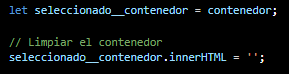 let seleccionado__contenedor = contenedor;
// Limpiar el contenedor
seleccionado__contenedor.innerHTML = '';